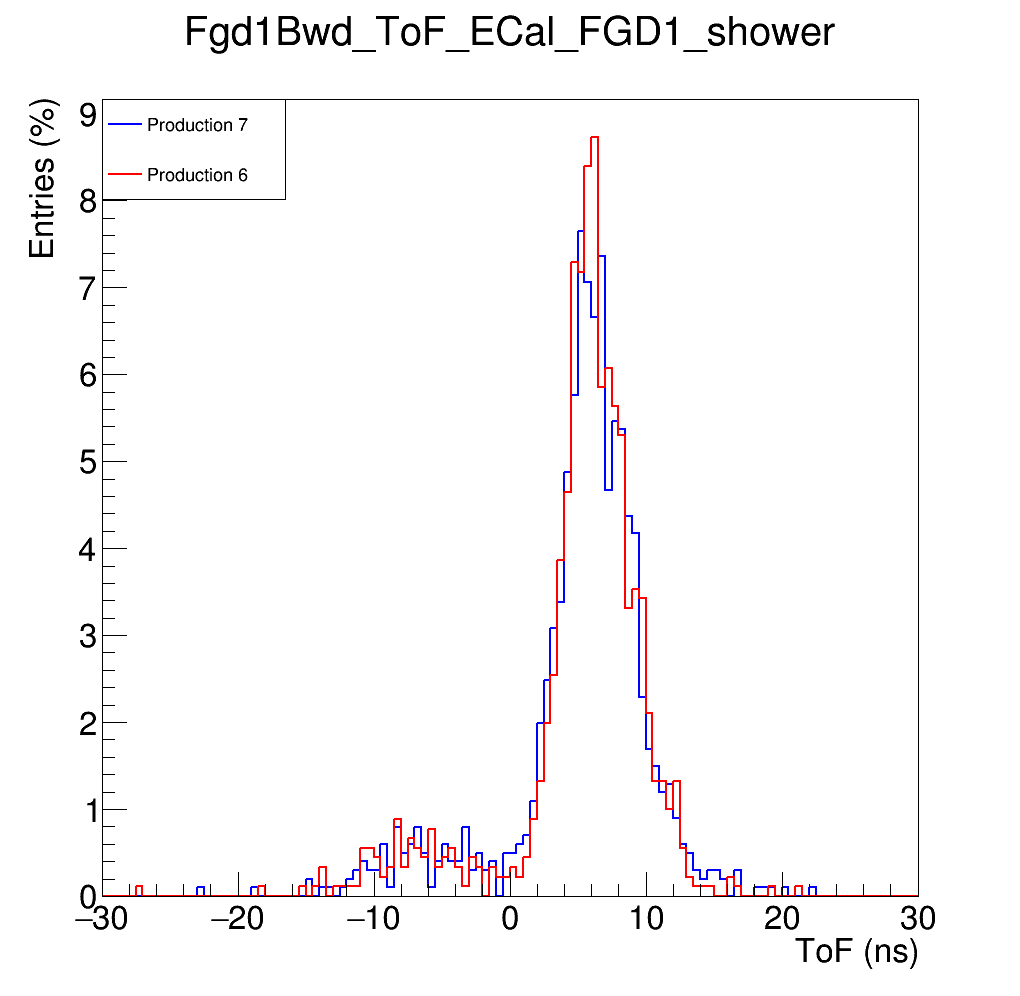 Fgd1Bwd_ToF_ECal_FGD1_shower
Entries (%)
Production 7
Production 6
9
8
7
6
5
4
3
2
1
0
−30 −20 −10 0 10 20 30
ToF (ns)